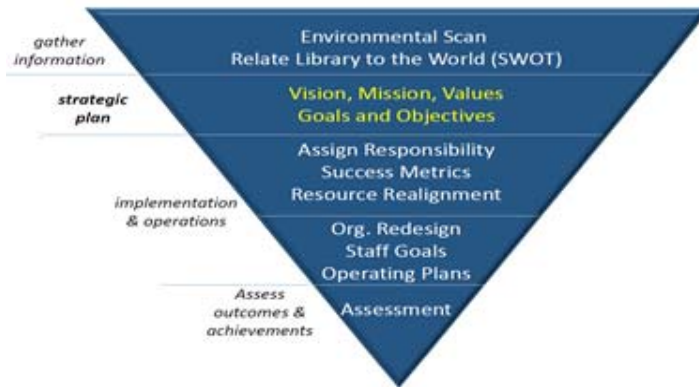 gather
information
Environmental Scan
Relate Library to the World (SWOT)
strategic
plan
Vision, Mission, Values
Goals and Objectives
implementation
& operations
Assign Responsibility
Success Metrics
Resource Realignment
Org. Redesign
Staff Goals
Operating Plans
Assess
outcomes &
achievements
Assessment